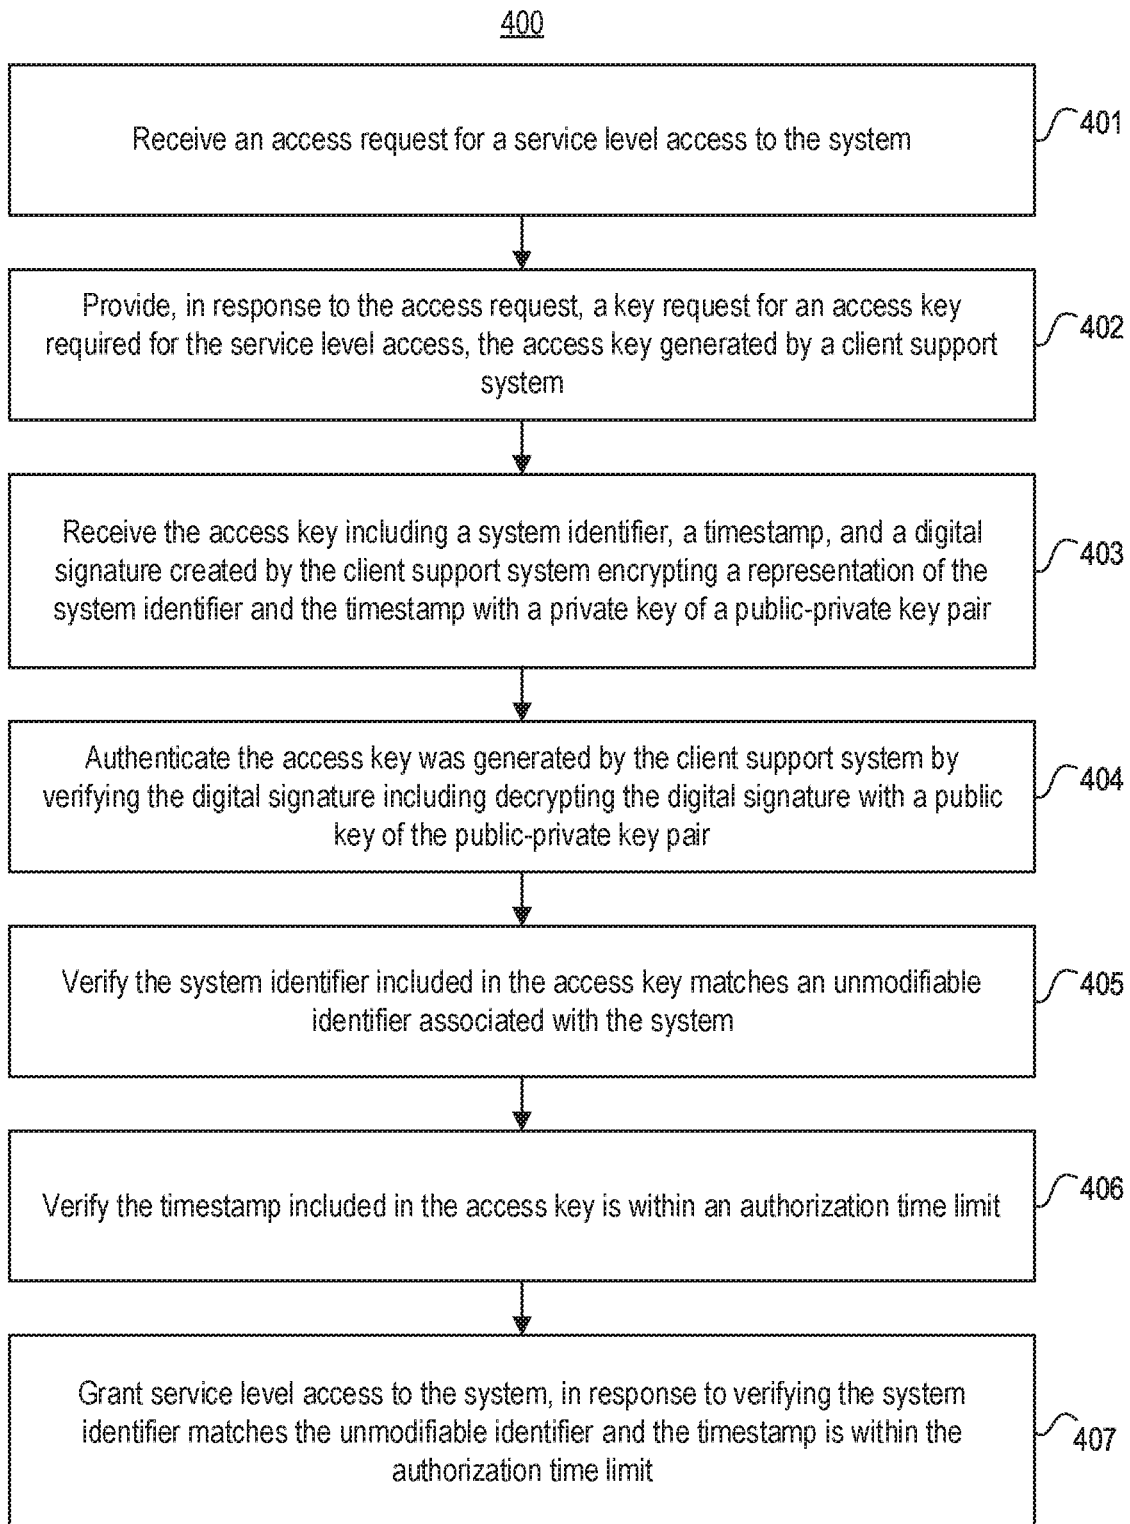 400
Receive an access request for a service level access to the system
401
Provide, in response to the access request, a key request for an access key
required for the service level access, the access key generated by a client support
system
402
Receive the access key including a system identifier, a timestamp, and a digital
signature created by the client support system encrypting a representation of the
system identifier and the timestamp with a private key of a public-private key pair
403
Authenticate the access key was generated by the client support system by
verifying the digital signature including decrypting the digital signature with a public
key of the public-private key pair
404
Verify the system identifier included in the access key matches an unmodifiable
identifier associated with the system
405
Verify the timestamp included in the access key is within an authorization time limit
406
Grant service level access to the system, in response to verifying the system
identifier matches the unmodifiable identifier and the timestamp is within the
authorization time limit
407